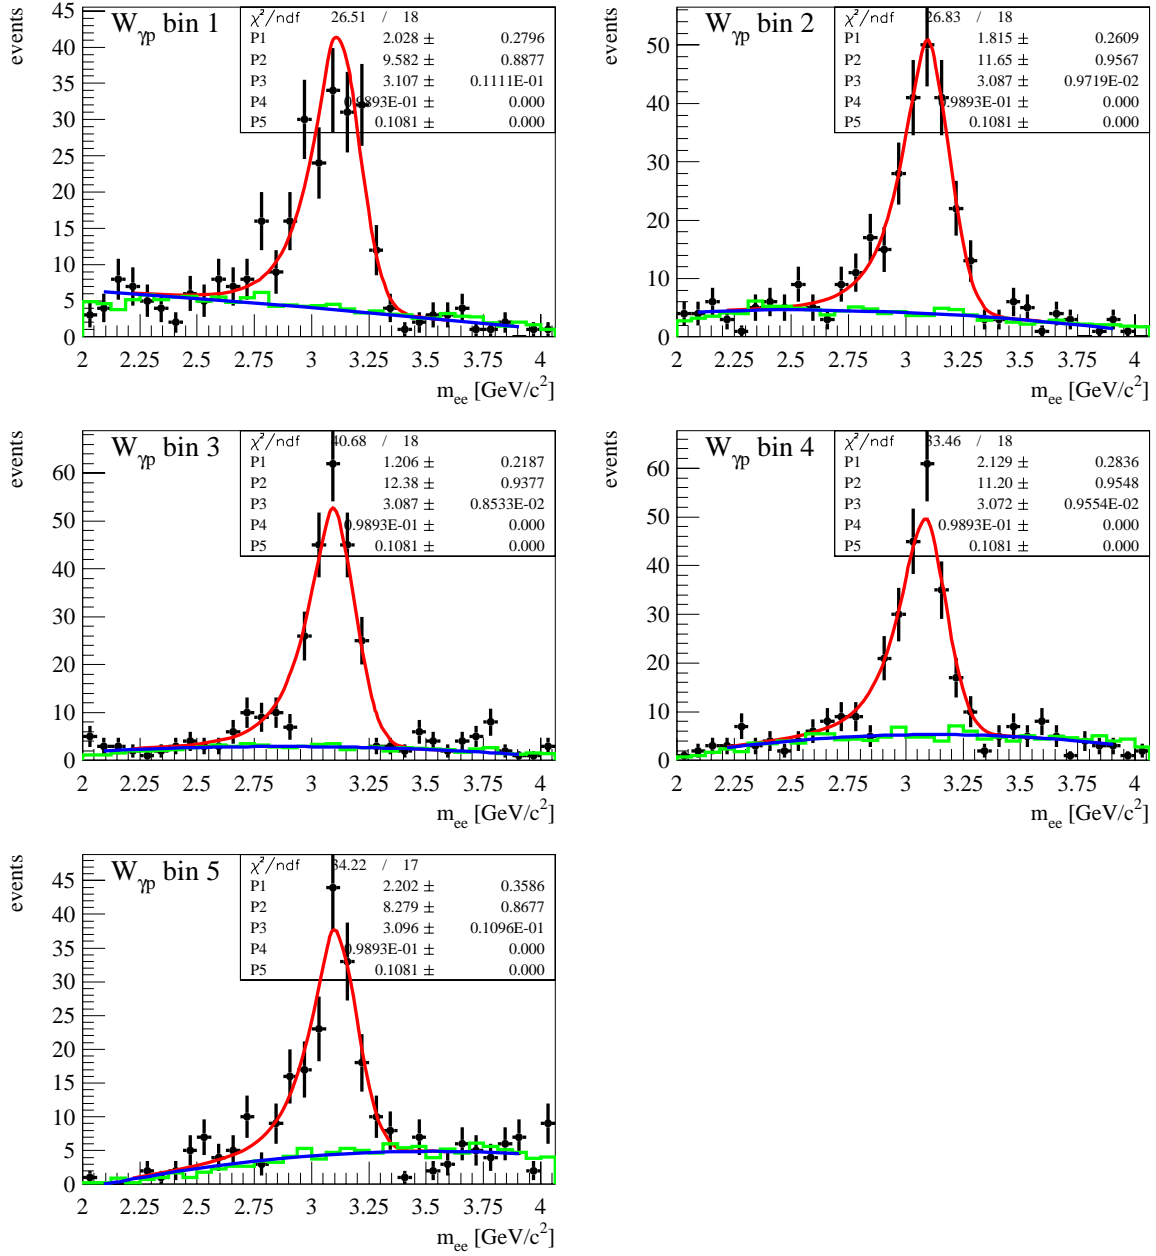 events
W_γp bin 1
χ²/ndf 26.51 / 18
P1 2.028 ± 0.2796
P2 9.582 ± 0.8877
P3 3.107 ± 0.1111E-01
P4 0.9893E-01 ± 0.000
P5 0.1081 ± 0.000
45
40
35
30
25
20
15
10
5
0
2 2.25 2.5 2.75 3 3.25 3.5 3.75 4
m_ee [GeV/c²]
events
W_γp bin 2
χ²/ndf 26.83 / 18
P1 1.815 ± 0.2609
P2 11.65 ± 0.9567
P3 3.087 ± 0.9719E-02
P4 0.9893E-01 ± 0.000
P5 0.1081 ± 0.000
50
40
30
20
10
0
2 2.25 2.5 2.75 3 3.25 3.5 3.75 4
m_ee [GeV/c²]
events
W_γp bin 3
χ²/ndf 40.68 / 18
P1 1.206 ± 0.2187
P2 12.38 ± 0.9377
P3 3.087 ± 0.8533E-02
P4 0.9893E-01 ± 0.000
P5 0.1081 ± 0.000
60
50
40
30
20
10
0
2 2.25 2.5 2.75 3 3.25 3.5 3.75 4
m_ee [GeV/c²]
events
W_γp bin 4
χ²/ndf 33.46 / 18
P1 2.129 ± 0.2836
P2 11.20 ± 0.9548
P3 3.072 ± 0.9554E-02
P4 0.9893E-01 ± 0.000
P5 0.1081 ± 0.000
60
50
40
30
20
10
0
2 2.25 2.5 2.75 3 3.25 3.5 3.75 4
m_ee [GeV/c²]
events
W_γp bin 5
χ²/ndf 34.22 / 17
P1 2.202 ± 0.3586
P2 8.279 ± 0.8677
P3 3.096 ± 0.1096E-01
P4 0.9893E-01 ± 0.000
P5 0.1081 ± 0.000
45
40
35
30
25
20
15
10
5
0
2 2.25 2.5 2.75 3 3.25 3.5 3.75 4
m_ee [GeV/c²]